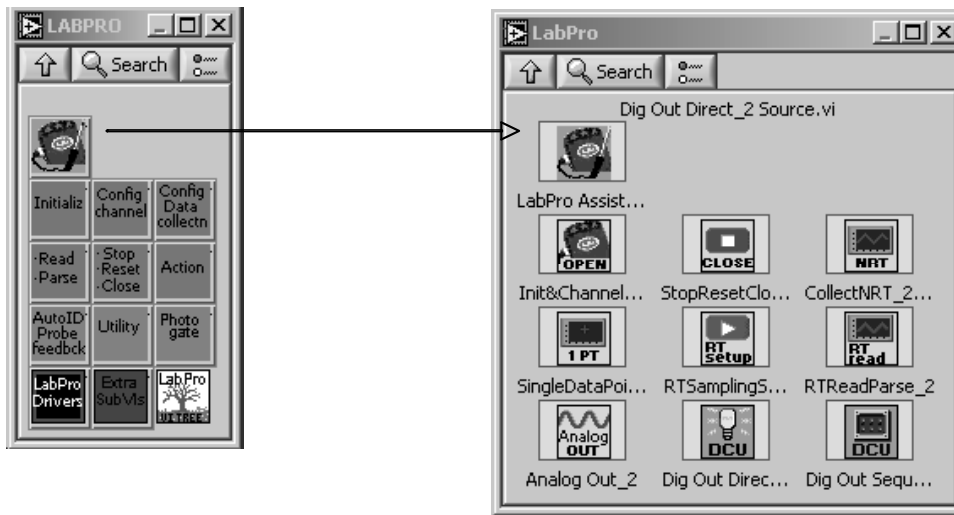 LABPRO
Search
Initializ
Config channel
Config Data collectn
·Read ·Parse
·Stop ·Reset ·Close
Action
AutoID Probe feedbck
Utility
Photo gate
LabPro Drivers
Extra SubVIs
LabPro VI TREE
LabPro
Search
Dig Out Direct_2 Source.vi
LabPro Assist...
OPEN
CLOSE
NRT
Init&Channel...
StopResetClo...
CollectNRT_2...
1 PT
RT setup
RT read
SingleDataPoi...
RTSamplingS...
RTReadParse_2
Analog OUT
DCU
DCU
Analog Out_2
Dig Out Direc...
Dig Out Sequ...